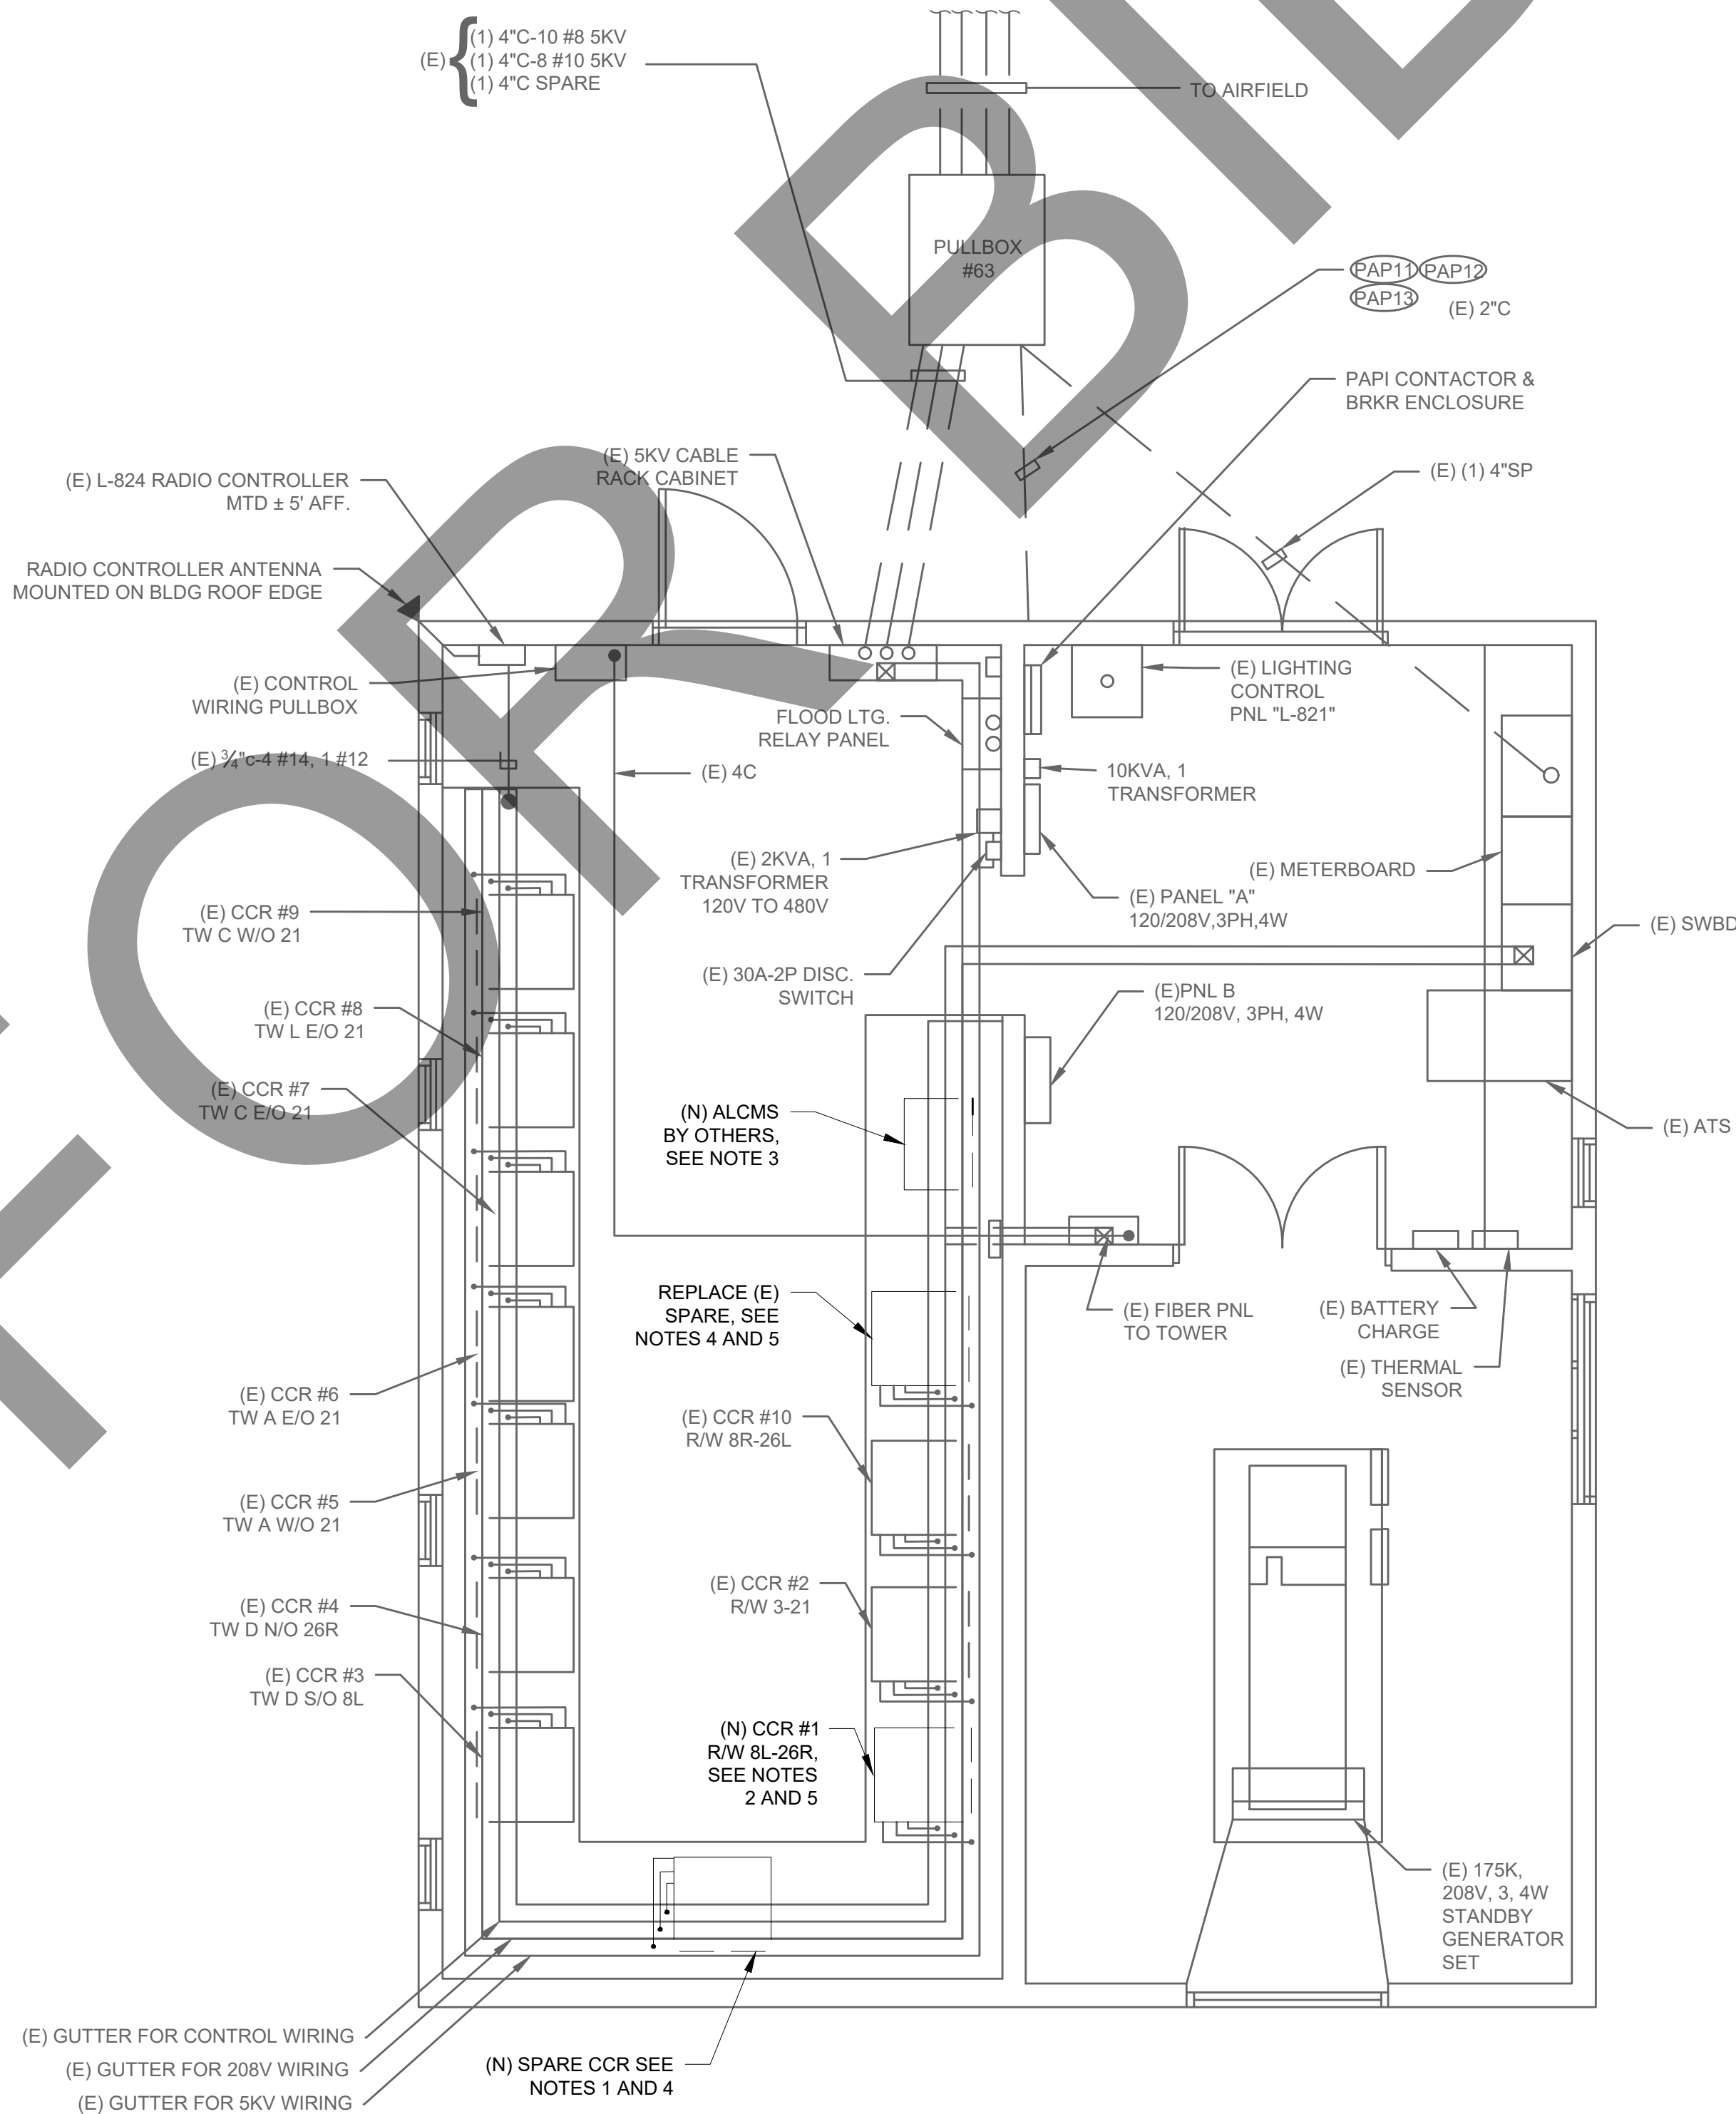 (E) { (1) 4"C-10 #8 5KV
(1) 4"C-8 #10 5KV
(1) 4"C SPARE
TO AIRFIELD
PULLBOX
#63
PAP11 PAP12
PAP13
(E) 2"C
PAPI CONTACTOR &
BRKR ENCLOSURE
(E) 5KV CABLE
RACK CABINET
(E) (1) 4"SP
(E) L-824 RADIO CONTROLLER
MTD ± 5' AFF.
RADIO CONTROLLER ANTENNA
MOUNTED ON BLDG ROOF EDGE
(E) CONTROL
WIRING PULLBOX
(E) ¾"c-4 #14, 1 #12
(E) 4C
FLOOD LTG.
RELAY PANEL
(E) LIGHTING
CONTROL
PNL "L-821"
10KVA, 1
TRANSFORMER
(E) 2KVA, 1
TRANSFORMER
120V TO 480V
(E) METERBOARD
(E) PANEL "A"
120/208V,3PH,4W
(E) SWBD
(E) CCR #9
TW C W/O 21
(E) 30A-2P DISC.
SWITCH
(E)PNL B
120/208V, 3PH, 4W
(E) CCR #8
TW L E/O 21
(E) CCR #7
TW C E/O 21
(N) ALCMS
BY OTHERS,
SEE NOTE 3
(E) ATS
REPLACE (E)
SPARE, SEE
NOTES 4 AND 5
(E) FIBER PNL
TO TOWER
(E) BATTERY
CHARGE
(E) THERMAL
SENSOR
(E) CCR #6
TW A E/O 21
(E) CCR #10
R/W 8R-26L
(E) CCR #5
TW A W/O 21
(E) CCR #2
R/W 3-21
(E) CCR #4
TW D N/O 26R
(E) CCR #3
TW D S/O 8L
(N) CCR #1
R/W 8L-26R,
SEE NOTES
2 AND 5
(E) 175K,
208V, 3, 4W
STANDBY
GENERATOR
SET
(E) GUTTER FOR CONTROL WIRING
(E) GUTTER FOR 208V WIRING
(E) GUTTER FOR 5KV WIRING
(N) SPARE CCR SEE
NOTES 1 AND 4